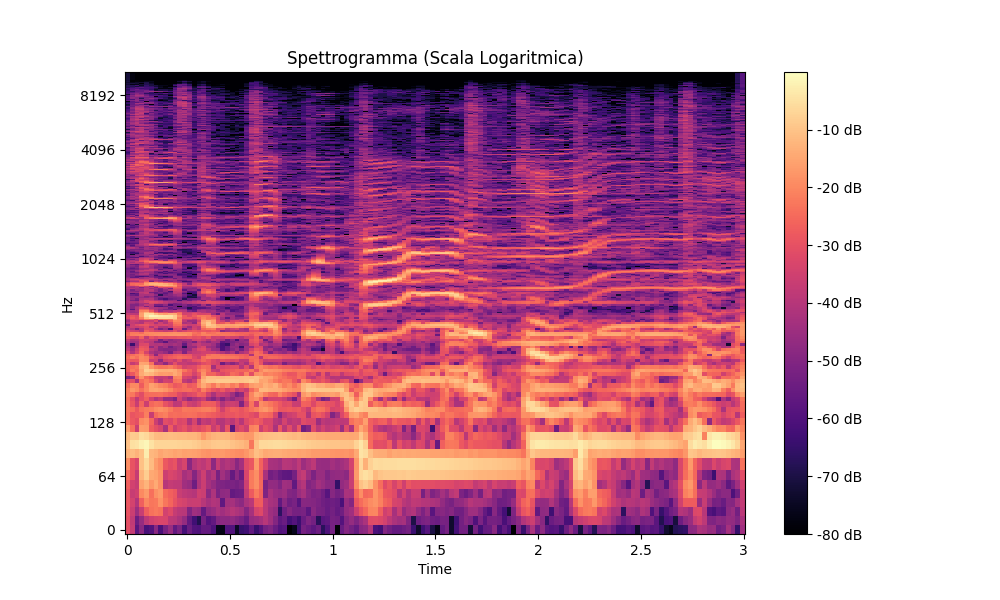 Spettrogramma (Scala Logaritmica)
8192
4096
2048
1024
512
256
128
64
0
Hz
0
0.5
1
1.5
2
2.5
3
Time
-10 dB
-20 dB
-30 dB
-40 dB
-50 dB
-60 dB
-70 dB
-80 dB